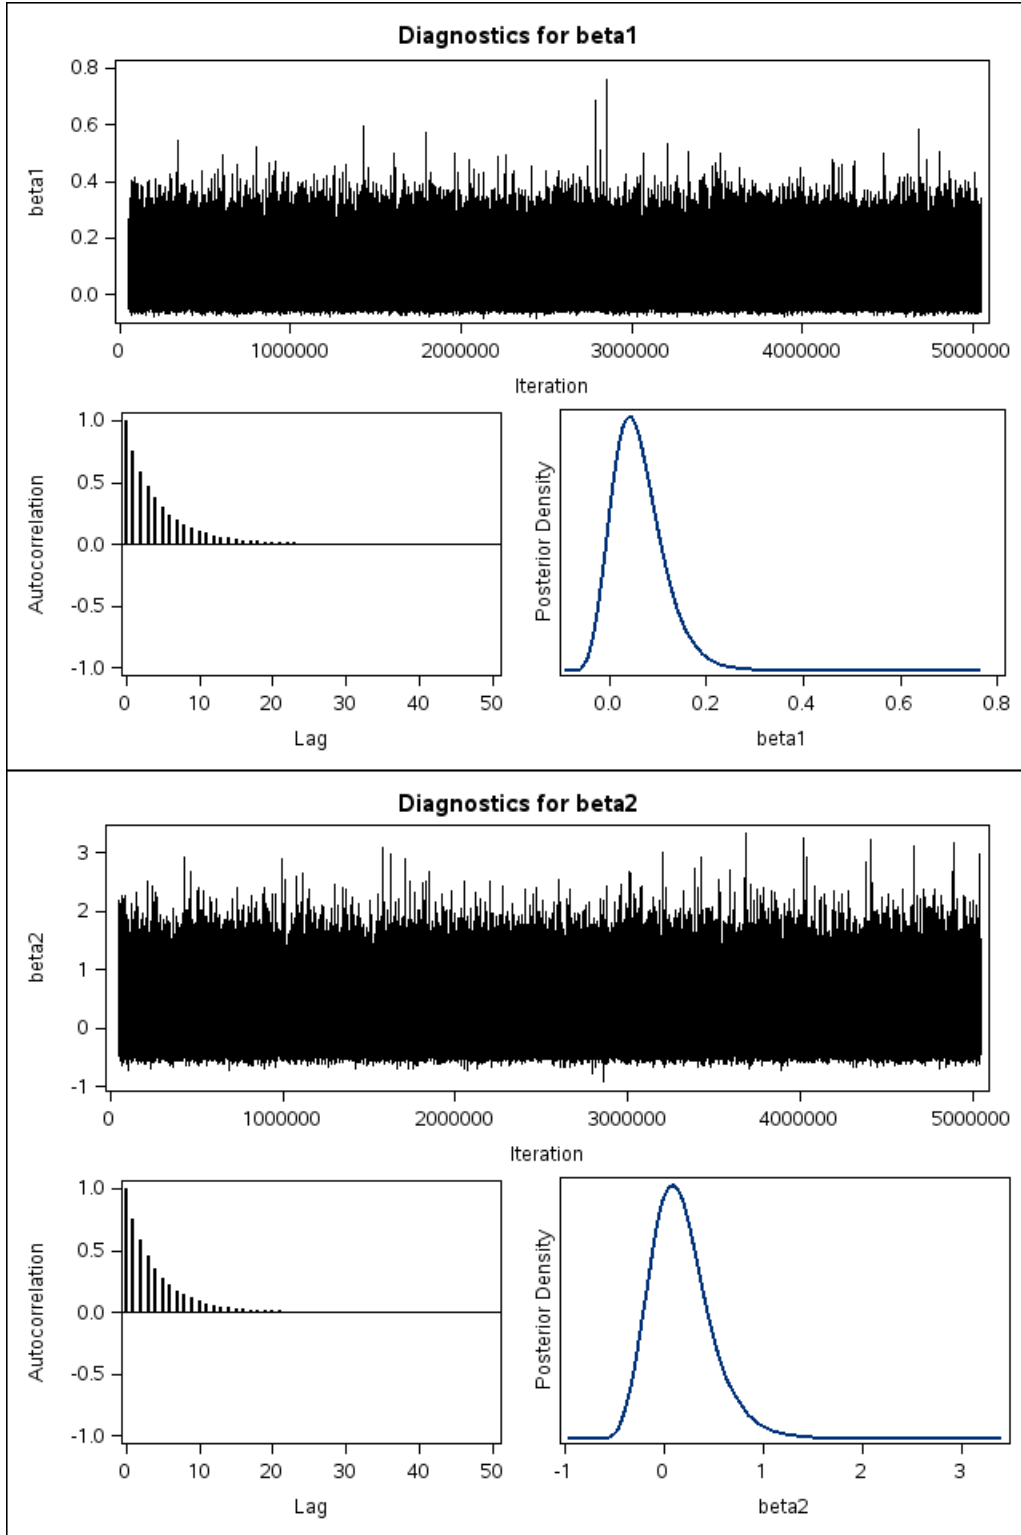 Diagnostics for beta1
0.8
0.6
0.4
0.2
0.0
beta1
0 1000000 2000000 3000000 4000000 5000000
Iteration
1.0
0.5
0.0
-0.5
-1.0
Autocorrelation
0 10 20 30 40 50
Lag
Posterior Density
0.0 0.2 0.4 0.6 0.8
beta1
Diagnostics for beta2
3
2
1
0
-1
beta2
0 1000000 2000000 3000000 4000000 5000000
Iteration
1.0
0.5
0.0
-0.5
-1.0
Autocorrelation
0 10 20 30 40 50
Lag
Posterior Density
-1 0 1 2 3
beta2